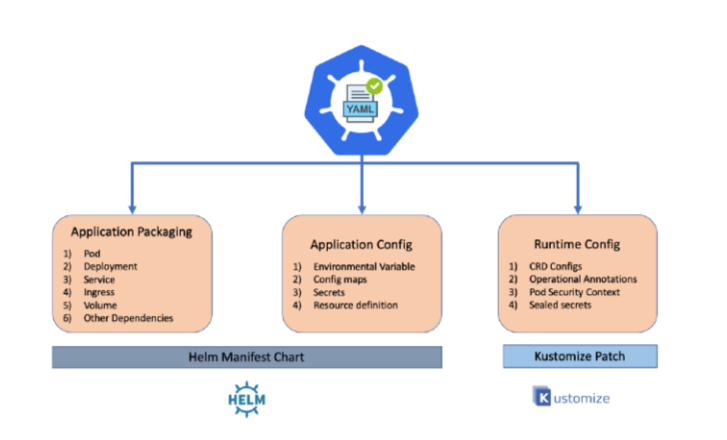 YAML
Application Packaging
1) Pod
2) Deployment
3) Service
4) Ingress
5) Volume
6) Other Dependencies
Application Config
1) Environmental Variable
2) Config maps
3) Secrets
4) Resource definition
Runtime Config
1) CRD Configs
2) Operational Annotations
3) Pod Security Context
4) Sealed secrets
Helm Manifest Chart
Kustomize Patch
HELM
Kustomize